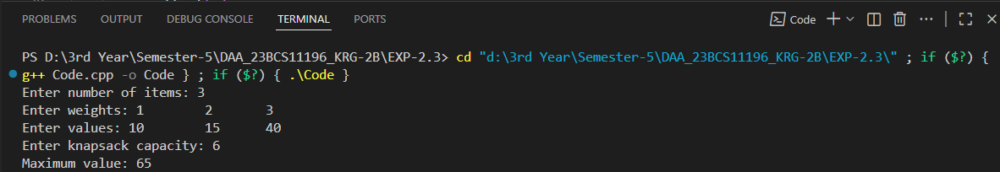 PROBLEMS OUTPUT DEBUG CONSOLE TERMINAL PORTS Code
PS D:\3rd Year\Semester-5\DAA_23BCS11196_KRG-2B\EXP-2.3> cd "d:\3rd Year\Semester-5\DAA_23BCS11196_KRG-2B\EXP-2.3\" ; if ($?) {
g++ Code.cpp -o Code } ; if ($?) { .\Code }
Enter number of items: 3
Enter weights: 1 2 3
Enter values: 10 15 40
Enter knapsack capacity: 6
Maximum value: 65